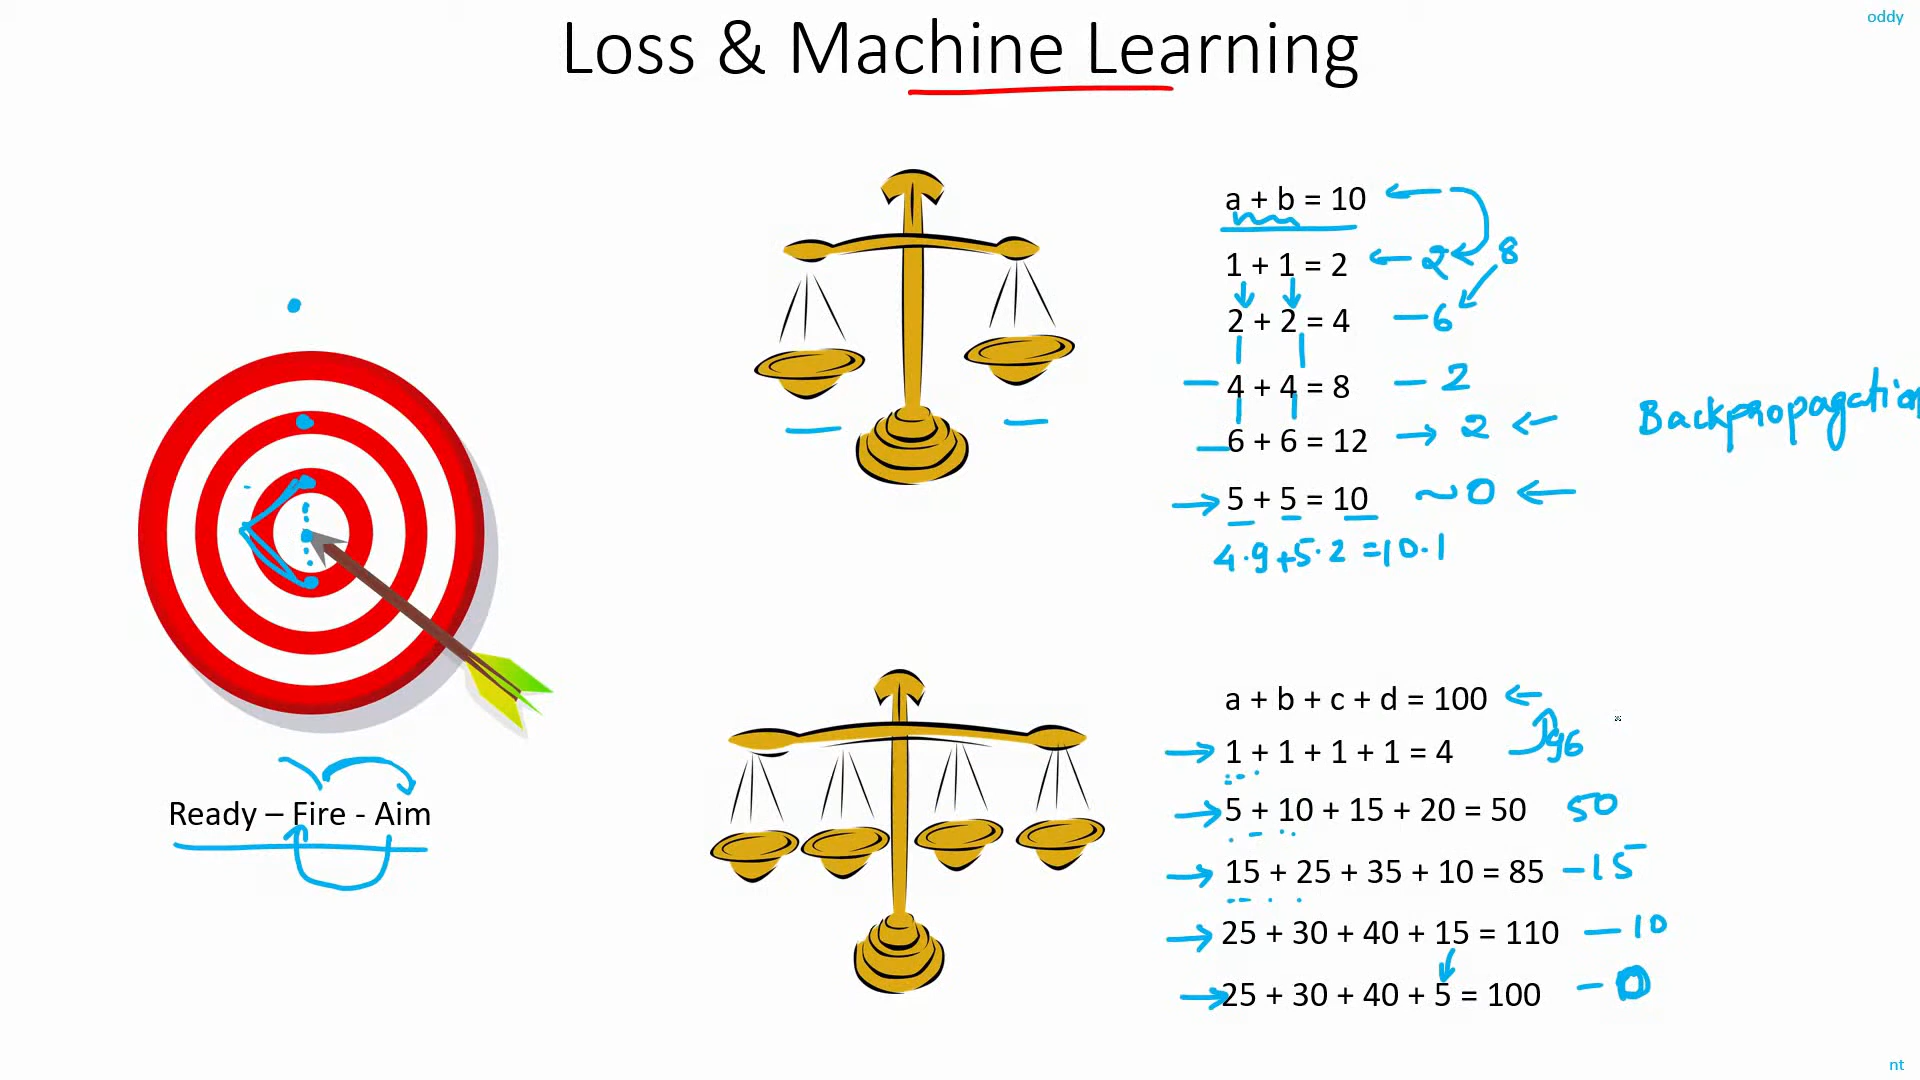 oddy
Loss & Machine Learning
a + b = 10
1 + 1 = 2 2 8
2 + 2 = 4 – 6
4 + 4 = 8 – 2
6 + 6 = 12 → 2 ←
Backpropagation
5 + 5 = 10 ~ 0 ←
4.9 + 5.2 = 10.1
a + b + c + d = 100 ←
→ 1 + 1 + 1 + 1 = 4 96
Ready – Fire - Aim
→ 5 + 10 + 15 + 20 = 50 50
→ 15 + 25 + 35 + 10 = 85 – 15
→ 25 + 30 + 40 + 15 = 110 – 10
→ 25 + 30 + 40 + 5 = 100 – 0
nt